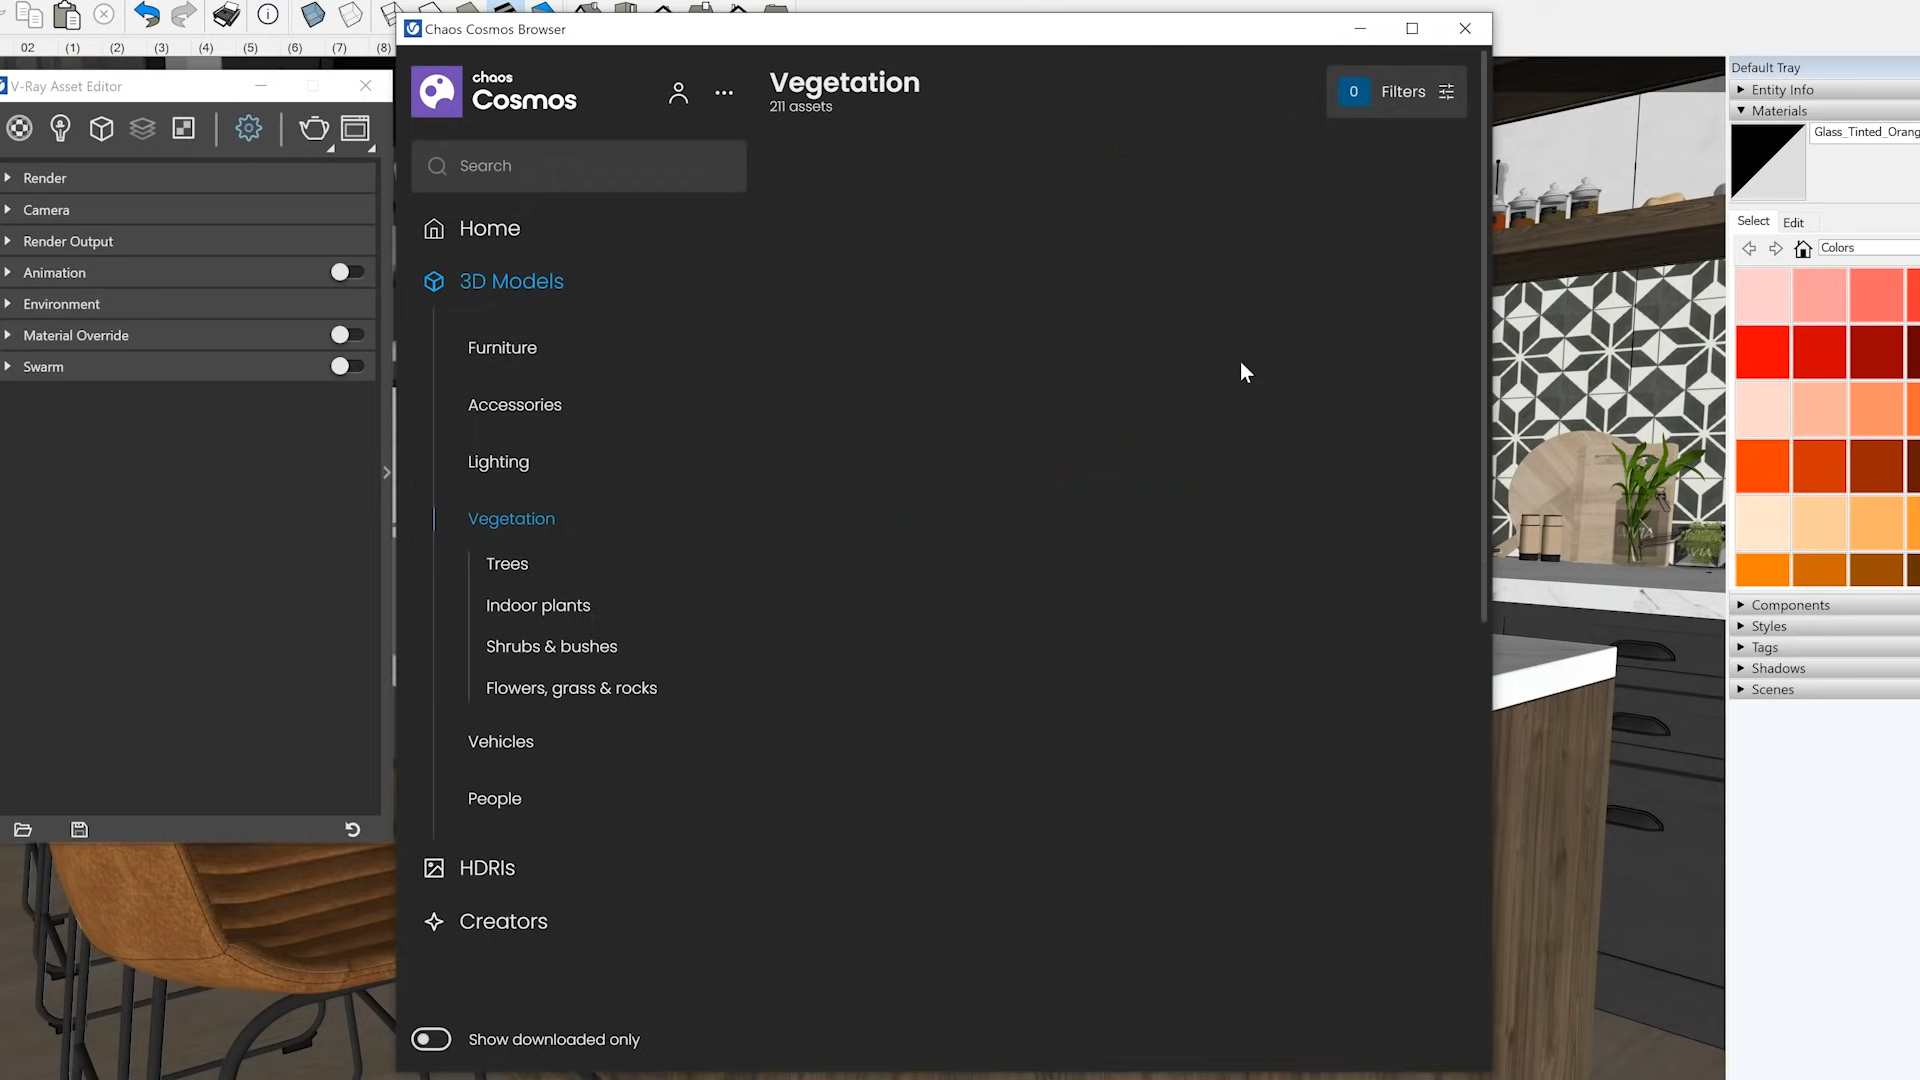 Chaos Cosmos Browser
02 (1) (2) (3) (4) (5) (6) (7) (8)
V-Ray Asset Editor
Render
Camera
Render Output
Animation
Environment
Material Override
Swarm
chaos
Cosmos
Search
Home
3D Models
Furniture
Accessories
Lighting
Vegetation
Trees
Indoor plants
Shrubs & bushes
Flowers, grass & rocks
Vehicles
People
HDRIs
Creators
Show downloaded only
Vegetation
211 assets
0 Filters
Default Tray
Entity Info
Materials
Glass_Tinted_Orang
Select Edit
Colors
Components
Styles
Tags
Shadows
Scenes